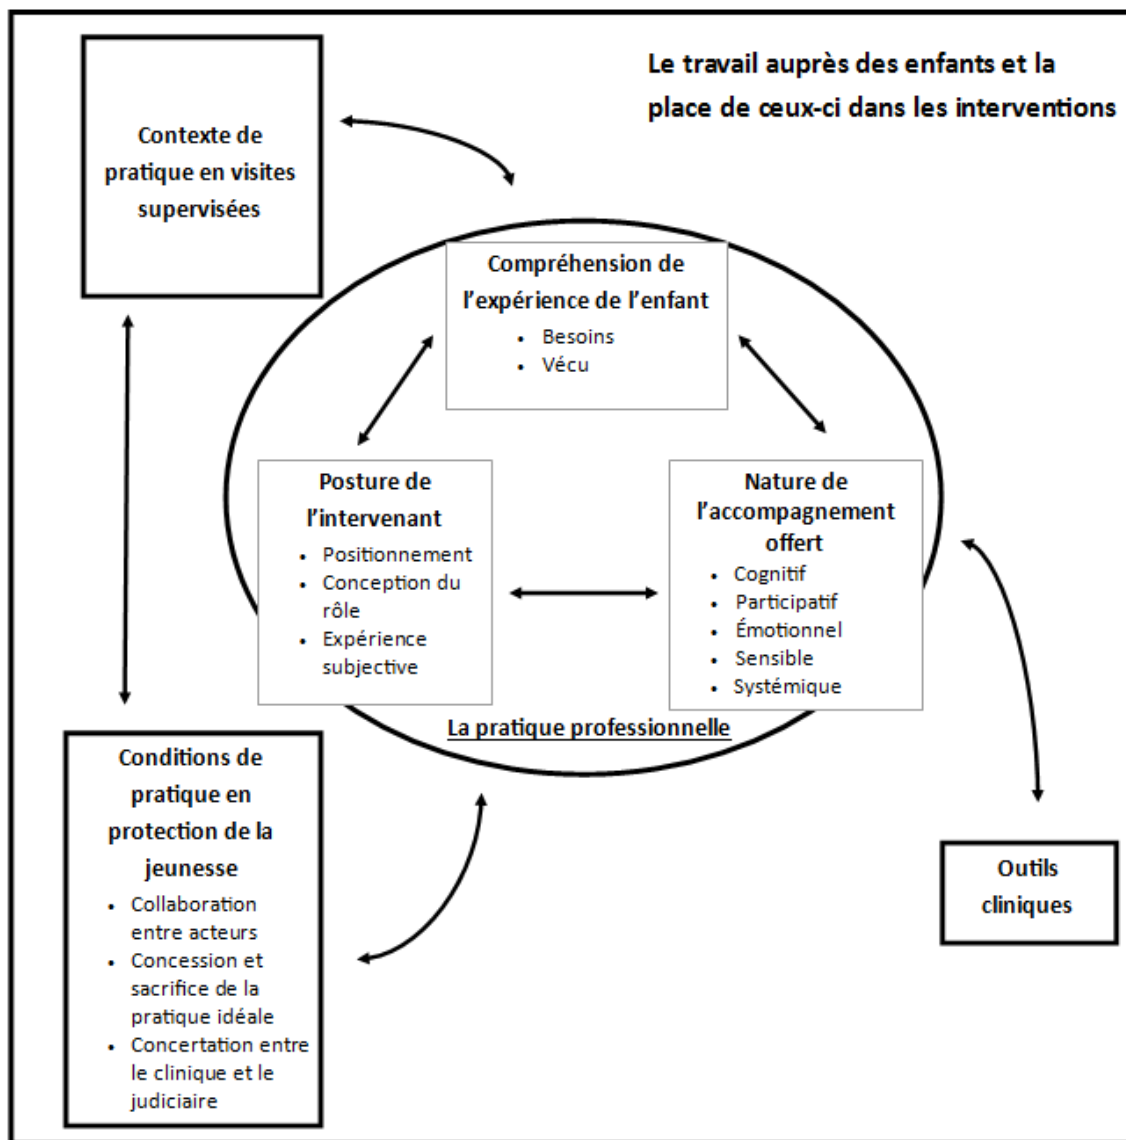 Le travail auprès des enfants et la
place de cеux-ci dans les interventions
Contexte de
pratique en visites
supervisées
Compréhension de
l’expérience de l’enfant
• Besoins
• Vécu
Posture de
l’intervenant
• Positionnement
• Conception du
rôle
• Expérience
subjective
Nature de
l’accompagnement
offert
• Cognitif
• Participatif
• Émotionnel
• Sensible
• Systémique
La pratique professionnelle
Conditions de
pratique en
protection de la
jeunesse
• Collaboration
entre acteurs
• Concession et
sacrifice de la
pratique idéale
• Concertation entre
le clinique et le
judiciaire
Outils
cliniques